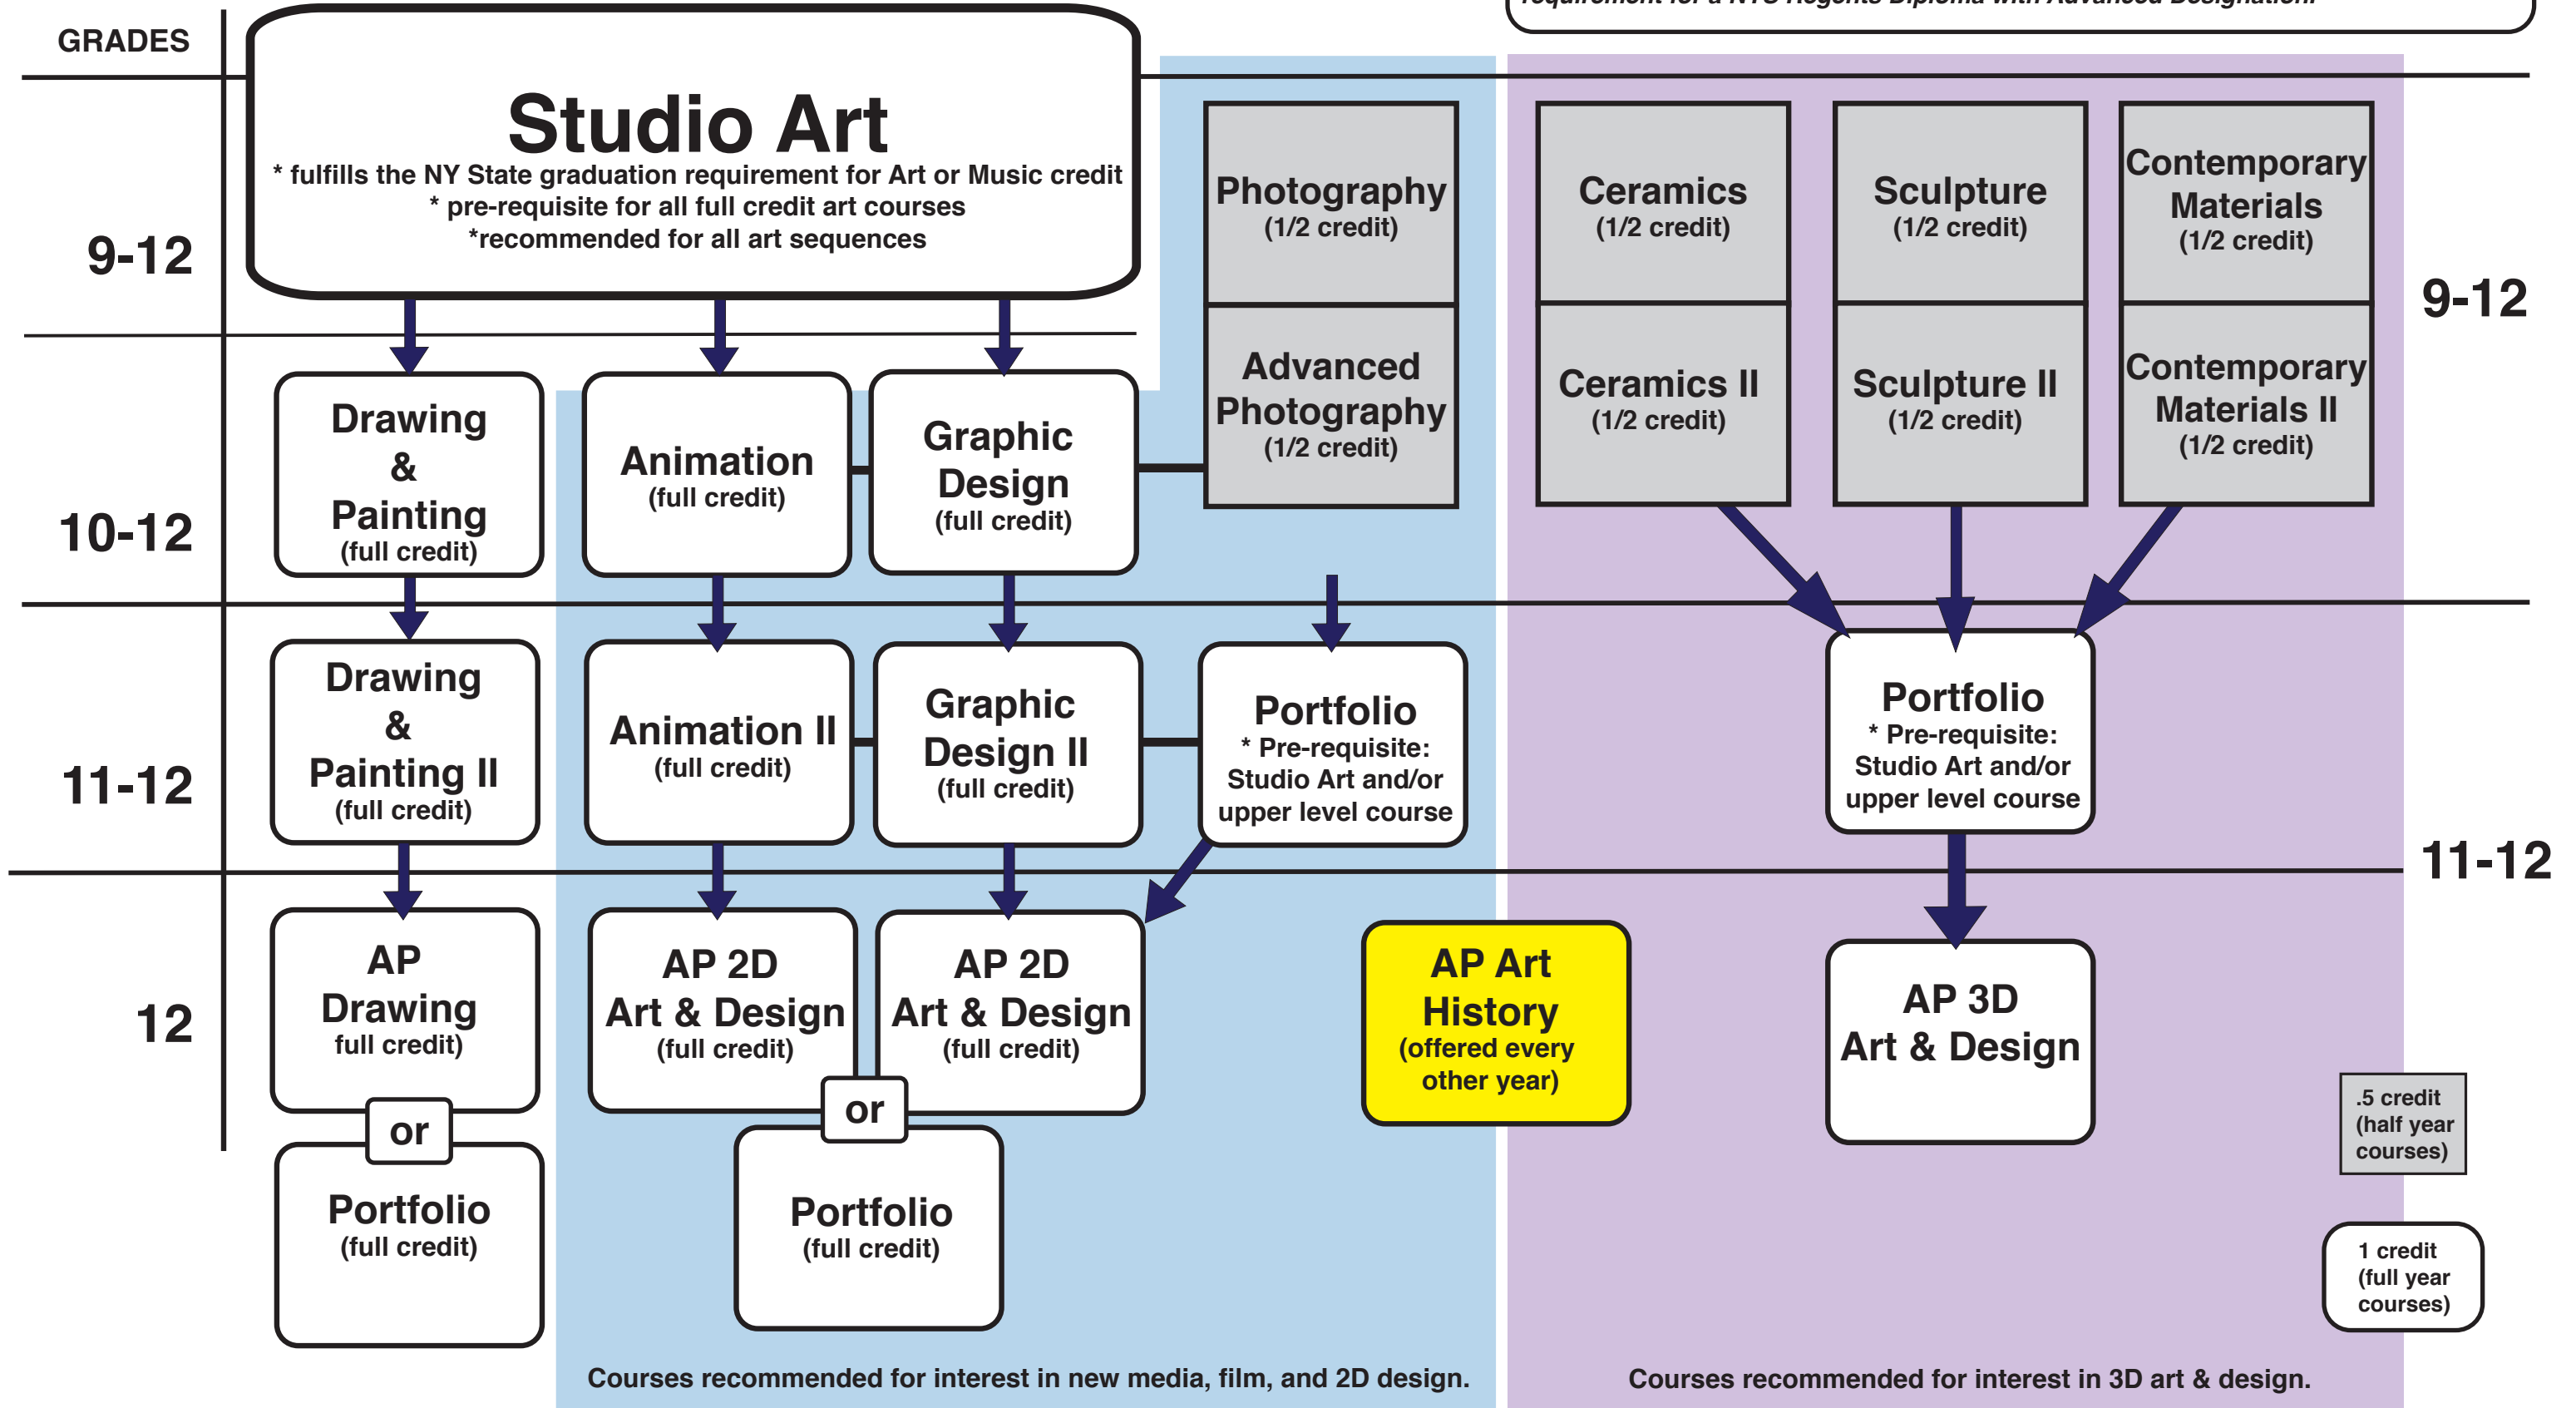 requirement for a NYS Regents Diploma with Advanced Designation.
GRADES
Studio Art
* fulfills the NY State graduation requirement for Art or Music credit
* pre-requisite for all full credit art courses
*recommended for all art sequences
9-12
Photography
(1/2 credit)
Ceramics
(1/2 credit)
Sculpture
(1/2 credit)
Contemporary
Materials
(1/2 credit)
9-12
Advanced
Photography
(1/2 credit)
Ceramics II
(1/2 credit)
Sculpture II
(1/2 credit)
Contemporary
Materials II
(1/2 credit)
10-12
Drawing
&
Painting
(full credit)
Animation
(full credit)
Graphic
Design
(full credit)
11-12
Drawing
&
Painting II
(full credit)
Animation II
(full credit)
Graphic
Design II
(full credit)
Portfolio
* Pre-requisite:
Studio Art and/or
upper level course
Portfolio
* Pre-requisite:
Studio Art and/or
upper level course
11-12
12
AP
Drawing
full credit)
or
Portfolio
(full credit)
AP 2D
Art & Design
(full credit)
AP 2D
Art & Design
(full credit)
or
Portfolio
(full credit)
AP Art
History
(offered every
other year)
AP 3D
Art & Design
.5 credit
(half year
courses)
1 credit
(full year
courses)
Courses recommended for interest in new media, film, and 2D design.
Courses recommended for interest in 3D art & design.